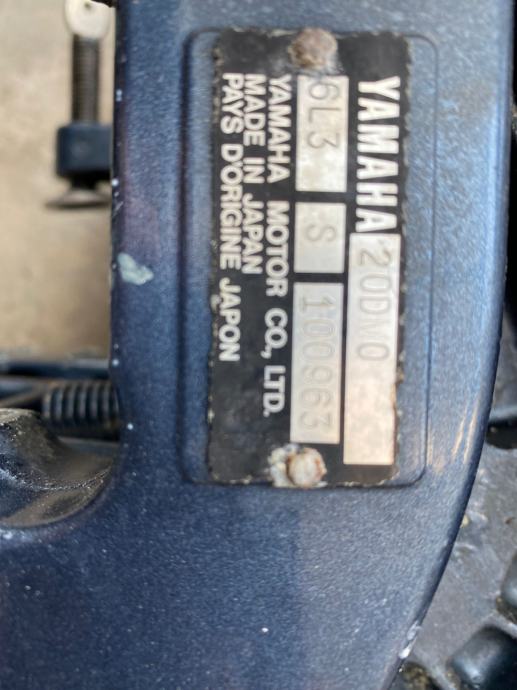 YAMAHA 20DMO
6L3 S 100963
YAMAHA MOTOR CO., LTD.
MADE IN JAPAN
PAYS D'ORIGINE JAPON